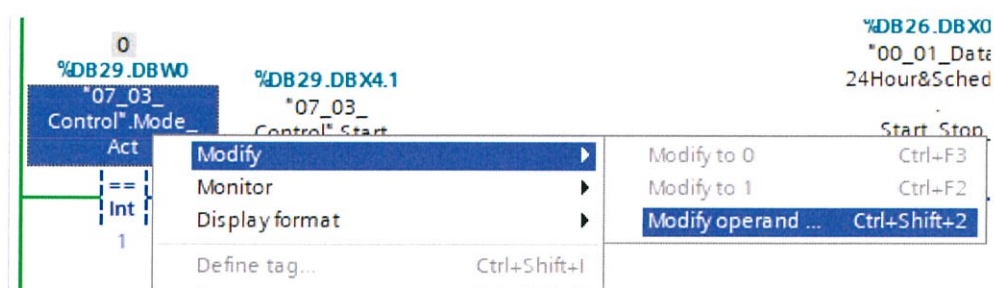 0
%DB29.DBW0
"07_03_
Control".Mode_
Act
==
Int
1
%DB29.DBX4.1
"07_03_
Control".Start
%DB26.DBX0
"00_01_Data
24Hour&Sched
.
Start_Stop
Modify
Monitor
Display format
Define tag... Ctrl+Shift+I
Modify to 0 Ctrl+F3
Modify to 1 Ctrl+F2
Modify operand ... Ctrl+Shift+2